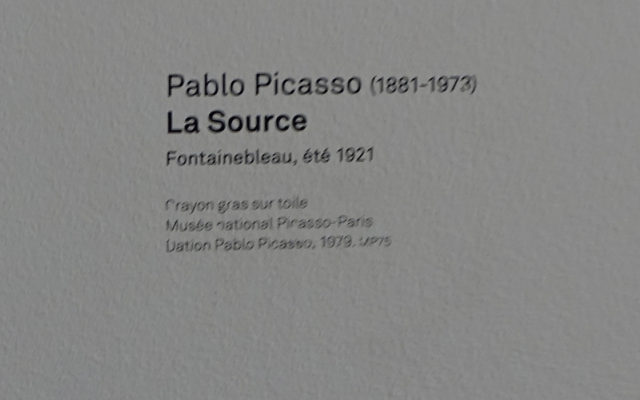 Pablo Picasso (1881-1973)
La Source
Fontainebleau, été 1921
Crayon gras sur toile
Musée national Picasso-Paris
Dation Pablo Picasso, 1979. MP75